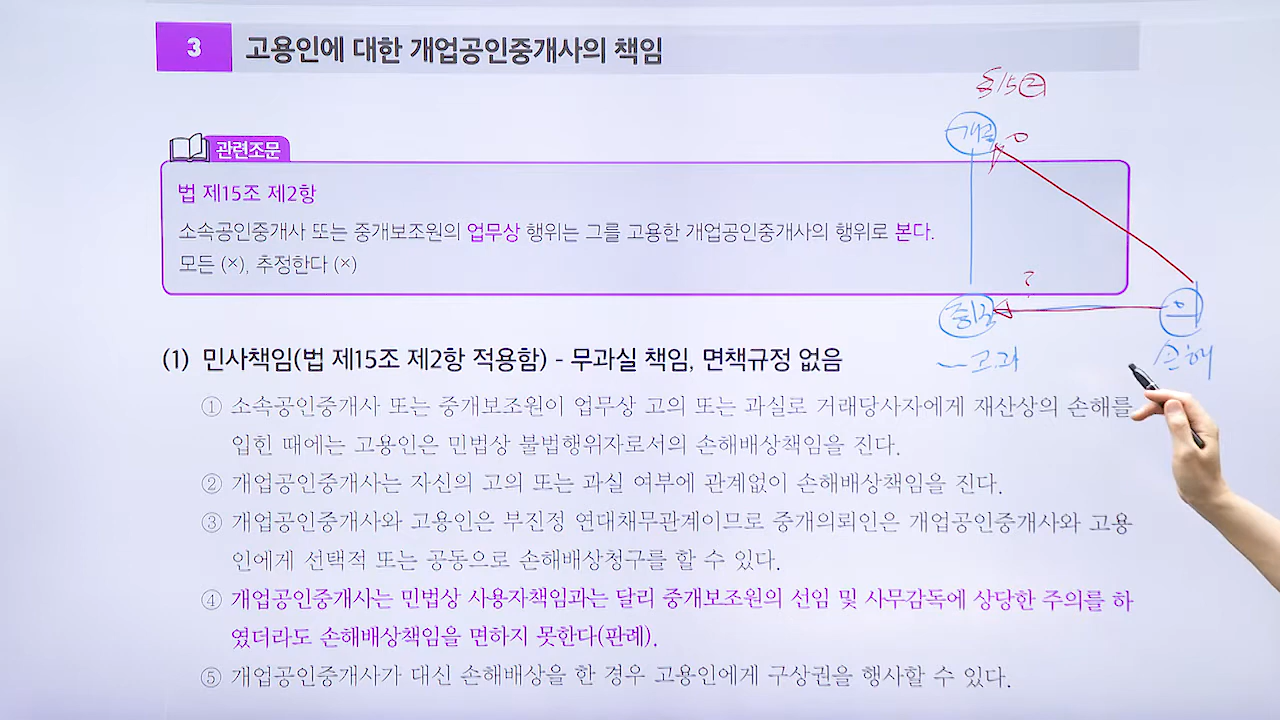 3 고용인에 대한 개업공인중개사의 책임
§15②
관련조문
법 제15조 제2항
소속공인중개사 또는 중개보조원의 업무상 행위는 그를 고용한 개업공인중개사의 행위로 본다.
모든 (×), 추정한다 (×)
?
(1) 민사책임(법 제15조 제2항 적용함) - 무과실 책임, 면책규정 없음
고.과
손해
① 소속공인중개사 또는 중개보조원이 업무상 고의 또는 과실로 거래당사자에게 재산상의 손해를
입힌 때에는 고용인은 민법상 불법행위자로서의 손해배상책임을 진다.
② 개업공인중개사는 자신의 고의 또는 과실 여부에 관계없이 손해배상책임을 진다.
③ 개업공인중개사와 고용인은 부진정 연대채무관계이므로 중개의뢰인은 개업공인중개사와 고용
인에게 선택적 또는 공동으로 손해배상청구를 할 수 있다.
④ 개업공인중개사는 민법상 사용자책임과는 달리 중개보조원의 선임 및 사무감독에 상당한 주의를 하
였더라도 손해배상책임을 면하지 못한다(판례).
⑤ 개업공인중개사가 대신 손해배상을 한 경우 고용인에게 구상권을 행사할 수 있다.